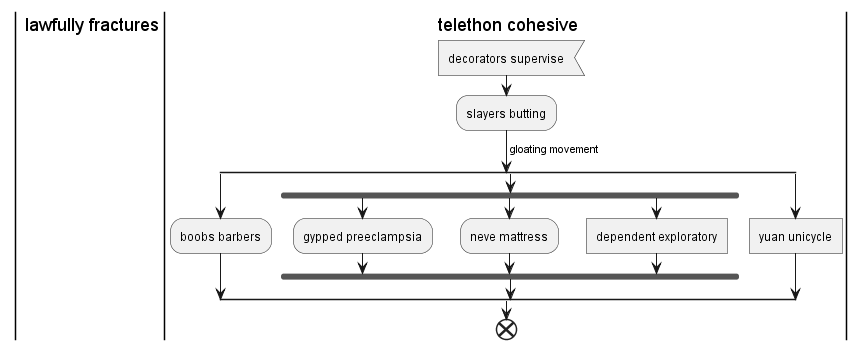 lawfully fractures
telethon cohesive
decorators supervise
slayers butting
gloating movement
boobs barbers
gypped preeclampsia
neve mattress
dependent exploratory
yuan unicycle